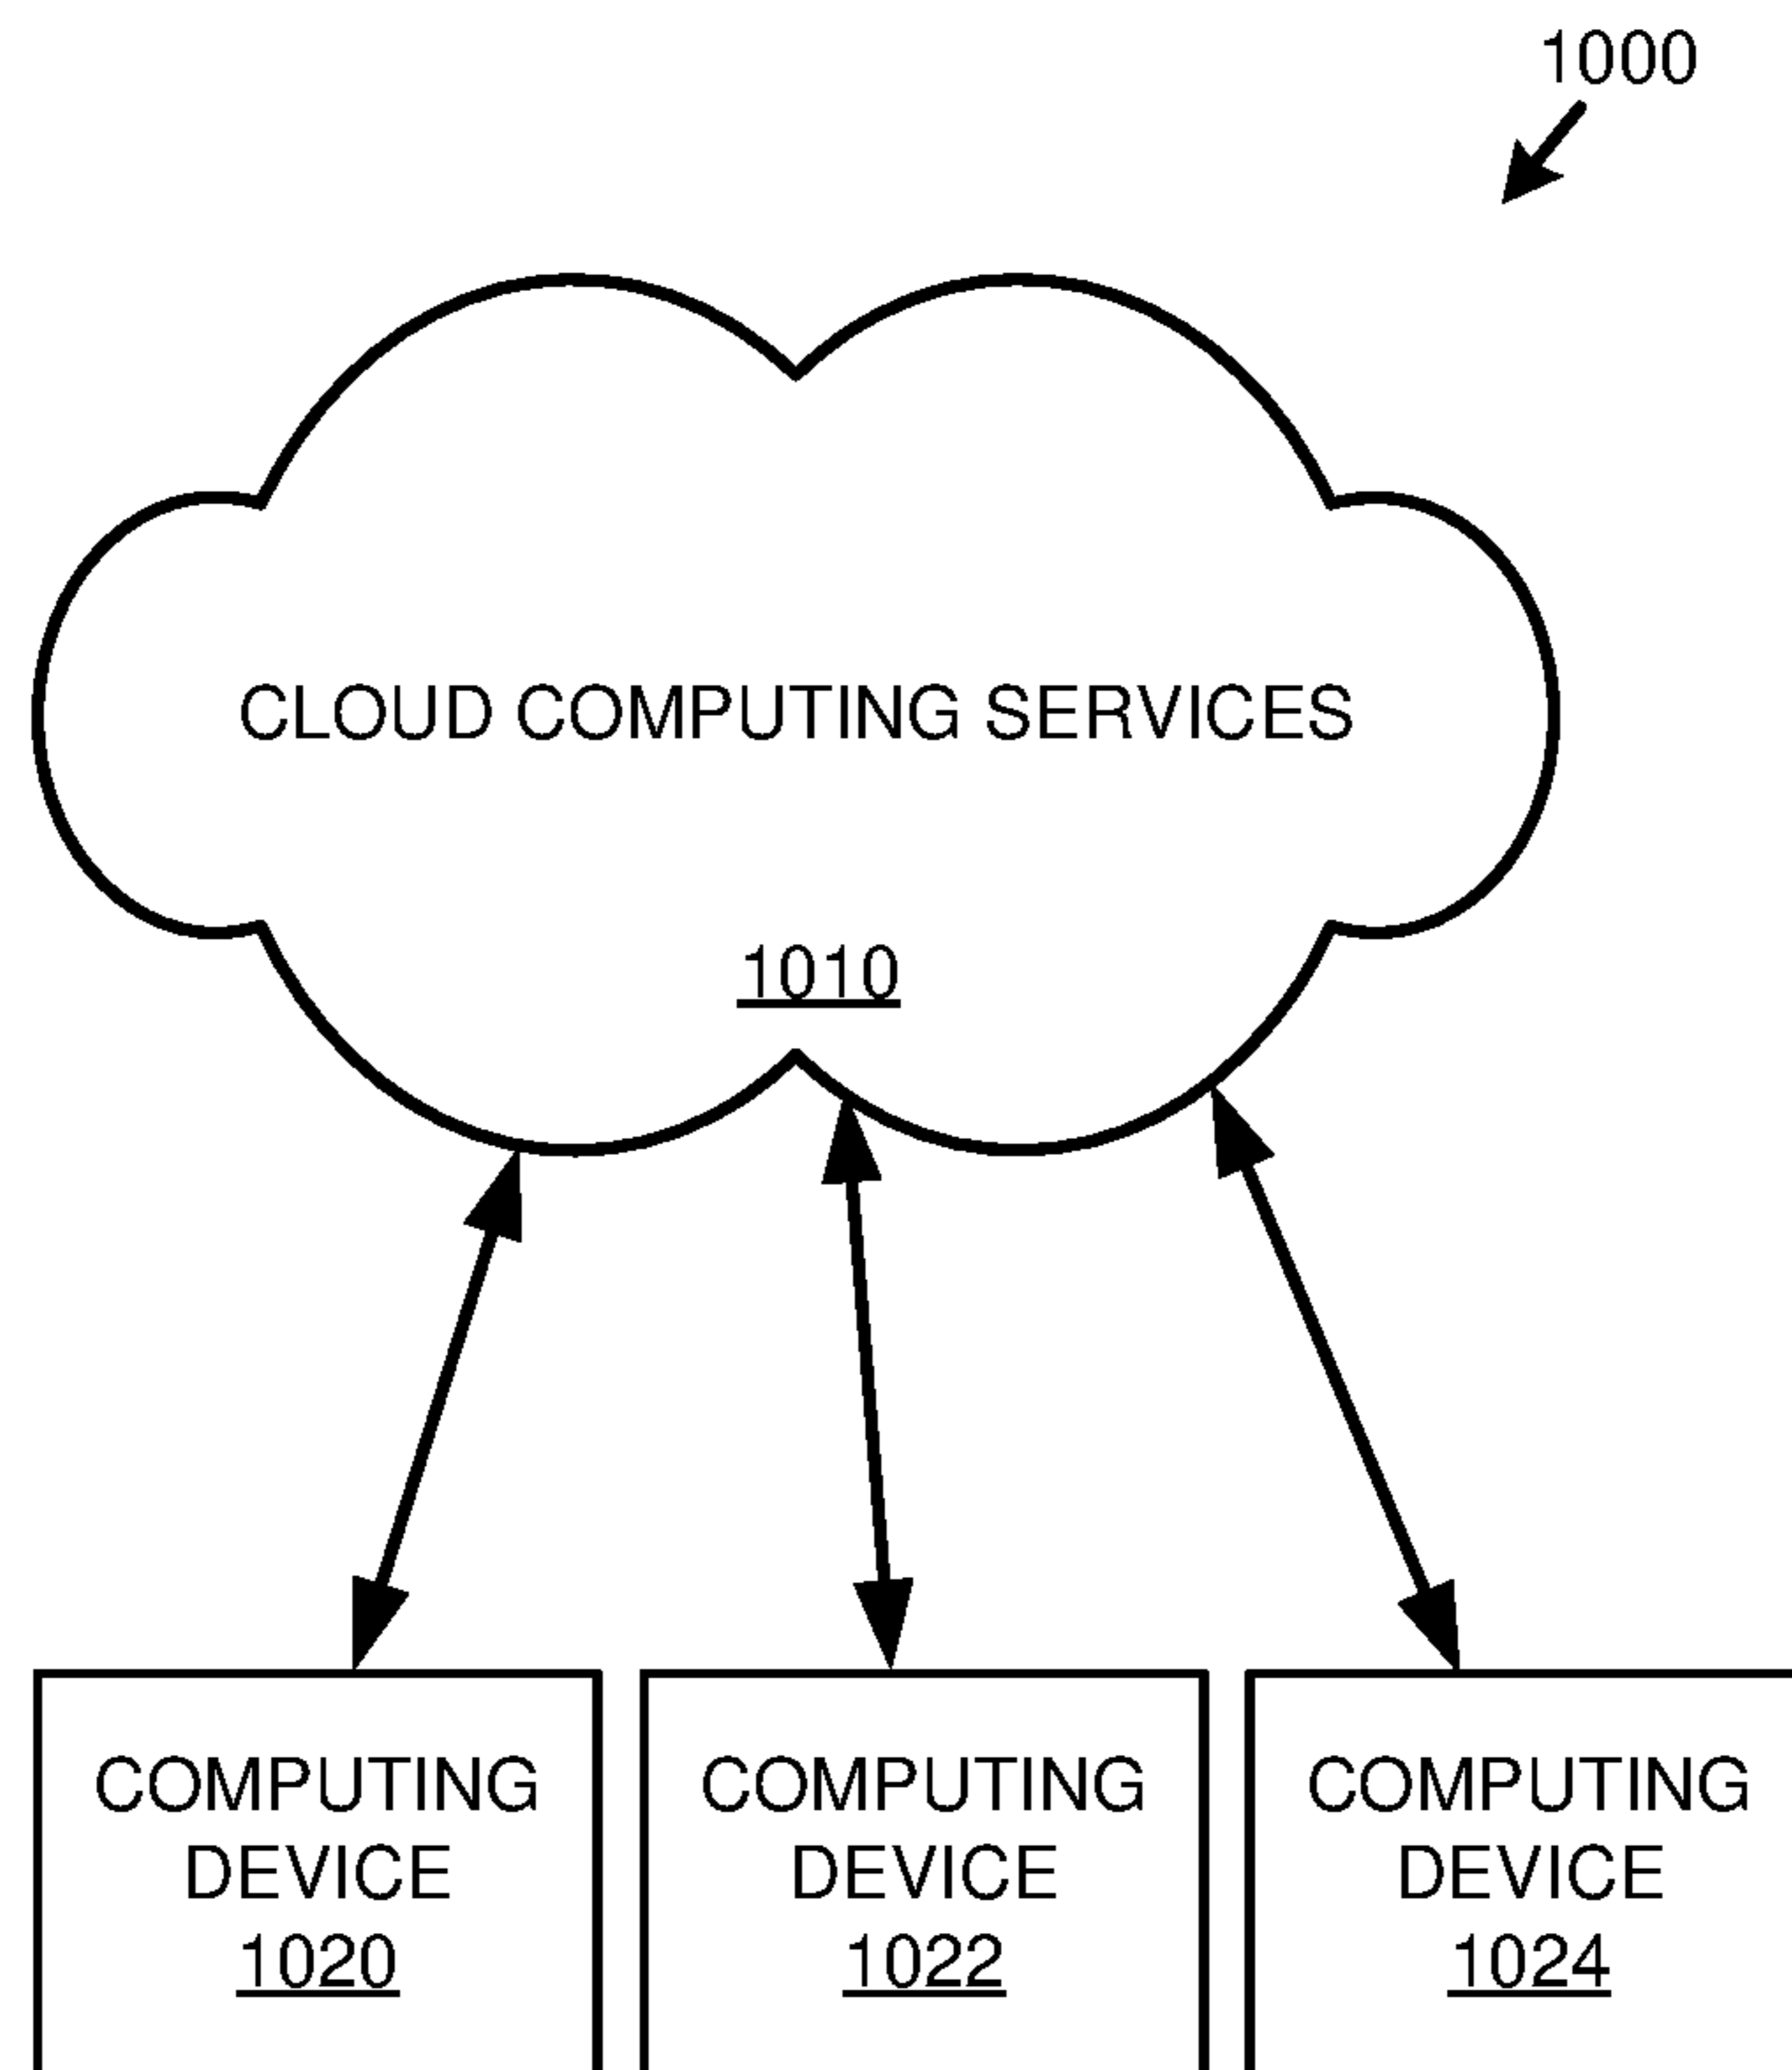 1000
CLOUD COMPUTING SERVICES
1010
COMPUTING
DEVICE
1020
COMPUTING
DEVICE
1022
COMPUTING
DEVICE
1024